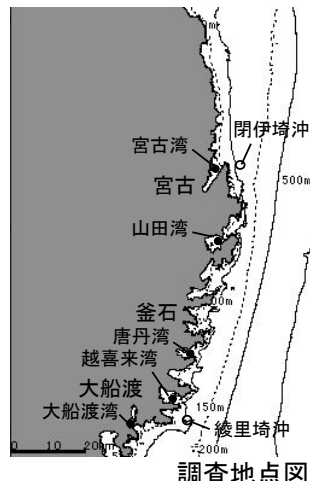 閉伊埼沖
宮古湾
宮古
500m
山田湾
釜石
00m
唐丹湾
越喜来湾
大船渡
150m
大船渡湾
綾里埼沖
0 10 20
200m
調査地点図